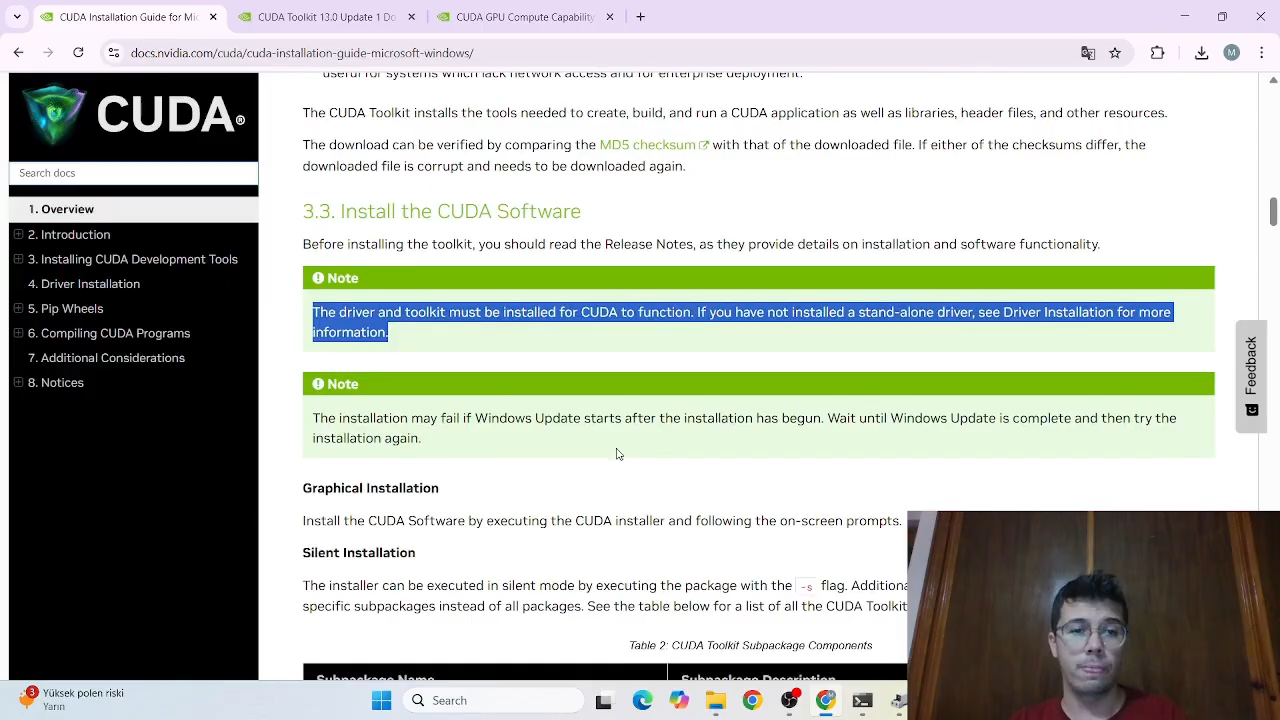 CUDA Installation Guide for Mic
CUDA Toolkit 13.0 Update 1 Do
CUDA GPU Compute Capability
docs.nvidia.com/cuda/cuda-installation-guide-microsoft-windows/
M
CUDA®
Search docs
1. Overview
2. Introduction
3. Installing CUDA Development Tools
4. Driver Installation
5. Pip Wheels
6. Compiling CUDA Programs
7. Additional Considerations
8. Notices
useful for systems which lack network access and for enterprise deployment.
The CUDA Toolkit installs the tools needed to create, build, and run a CUDA application as well as libraries, header files, and other resources.
The download can be verified by comparing the MD5 checksum with that of the downloaded file. If either of the checksums differ, the
downloaded file is corrupt and needs to be downloaded again.
3.3. Install the CUDA Software
Before installing the toolkit, you should read the Release Notes, as they provide details on installation and software functionality.
Note
The driver and toolkit must be installed for CUDA to function. If you have not installed a stand-alone driver, see Driver Installation for more
information.
Note
The installation may fail if Windows Update starts after the installation has begun. Wait until Windows Update is complete and then try the
installation again.
Graphical Installation
Install the CUDA Software by executing the CUDA installer and following the on-screen prompts.
Silent Installation
The installer can be executed in silent mode by executing the package with the -s flag. Additiona
specific subpackages instead of all packages. See the table below for a list of all the CUDA Toolkit
Table 2: CUDA Toolkit Subpackage Components
Subpackage Name
Subpackage Description
Feedback
3
Yüksek polen riski
Yarın
Search